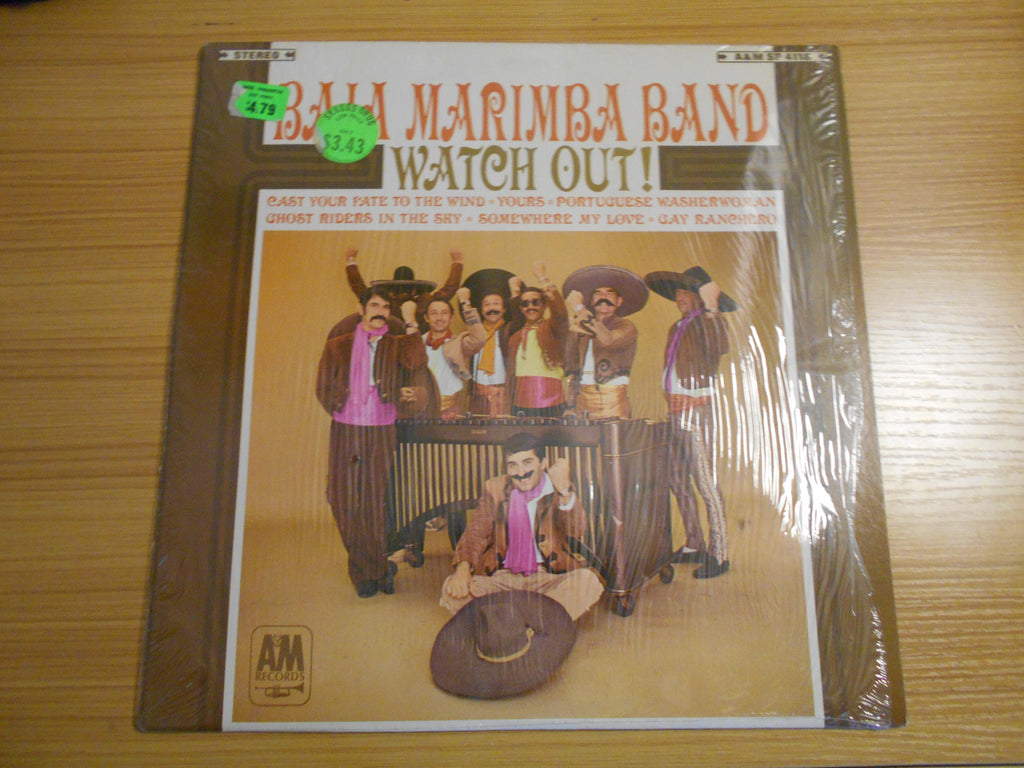 STEREO
A&M SP 4118
$4.79
$3.43
BAJA MARIMBA BAND
WATCH OUT!
CAST YOUR FATE TO THE WIND • YOURS • PORTUGUESE WASHERWOMAN
GHOST RIDERS IN THE SKY • SOMEWHERE MY LOVE • GAY RANCHERO
A&M
RECORDS